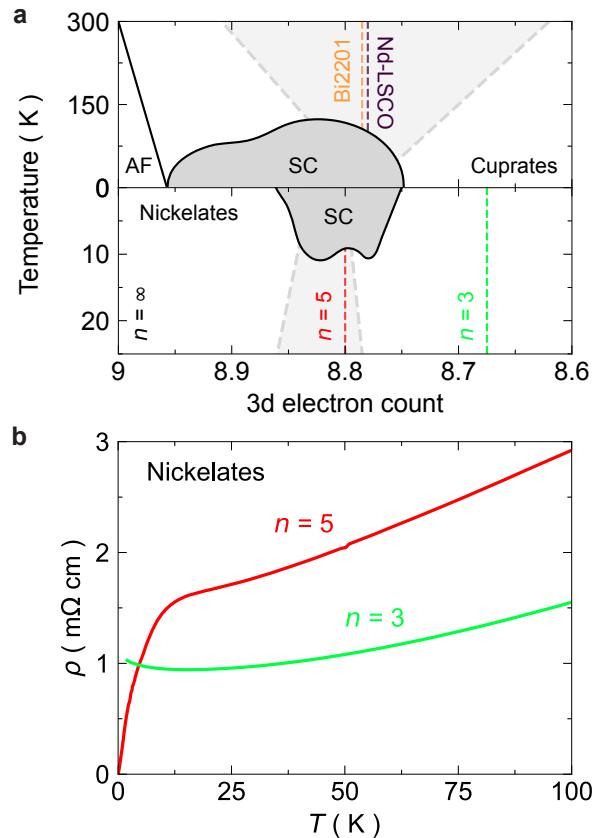 a
300
150
0
10
20
Temperature ( K )
Bi2201
Nd-LSCO
AF
SC
Cuprates
Nickelates
SC
n = ∞
n = 5
n = 3
9
8.9
8.8
8.7
8.6
3d electron count
b
3
2
1
0
ρ ( mΩ cm )
Nickelates
n = 5
n = 3
0
25
50
75
100
T ( K )